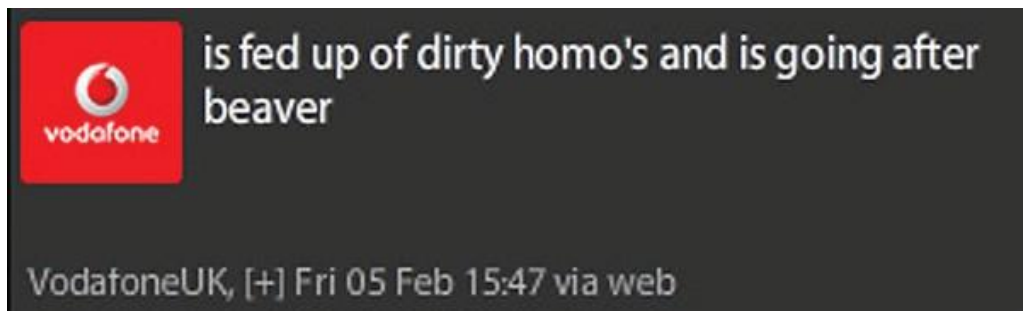 is fed up of dirty homo's and is going after
beaver
vodafone
VodafoneUK, [+] Fri 05 Feb 15:47 via web